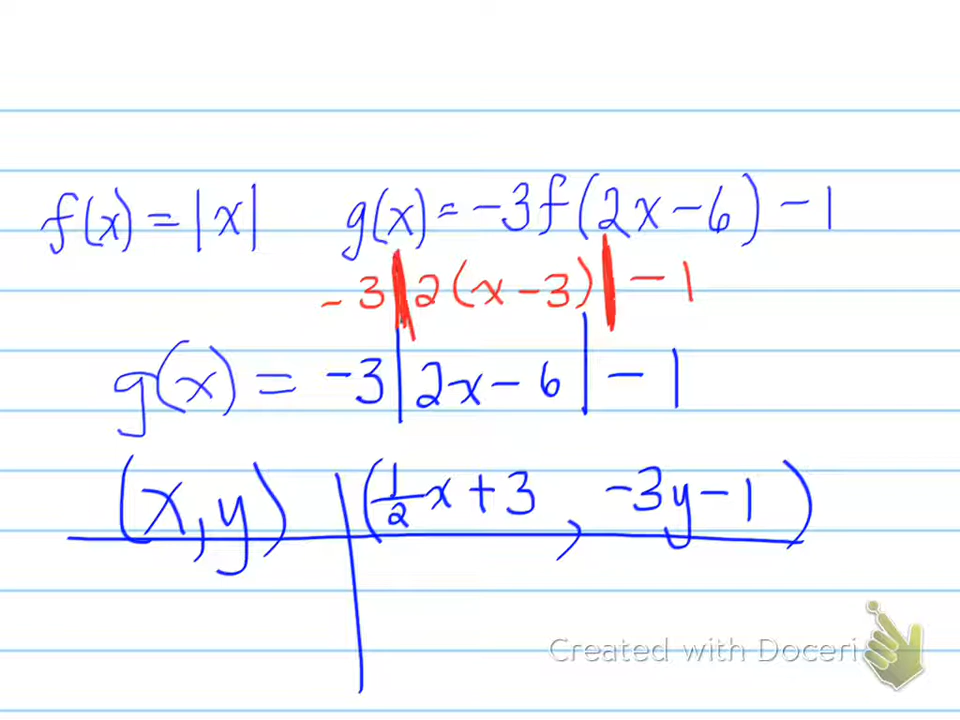 f(x) = |x| g(x) = -3f(2x-6) - 1
-3|2(x-3)| - 1
g(x) = -3|2x-6| - 1
(x,y) | (1/2x+3, -3y-1)
Created with Doceri